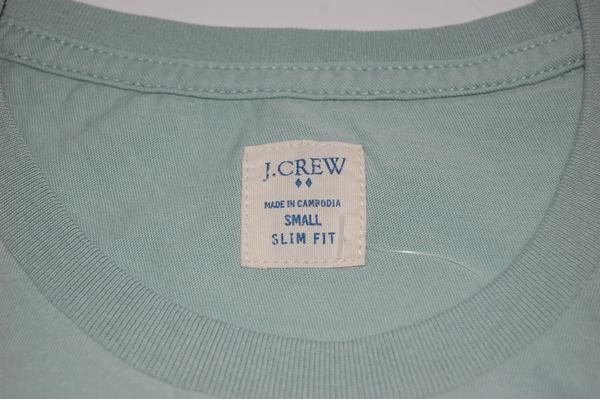 J.CREW
MADE IN CAMBODIA
SMALL
SLIM FIT